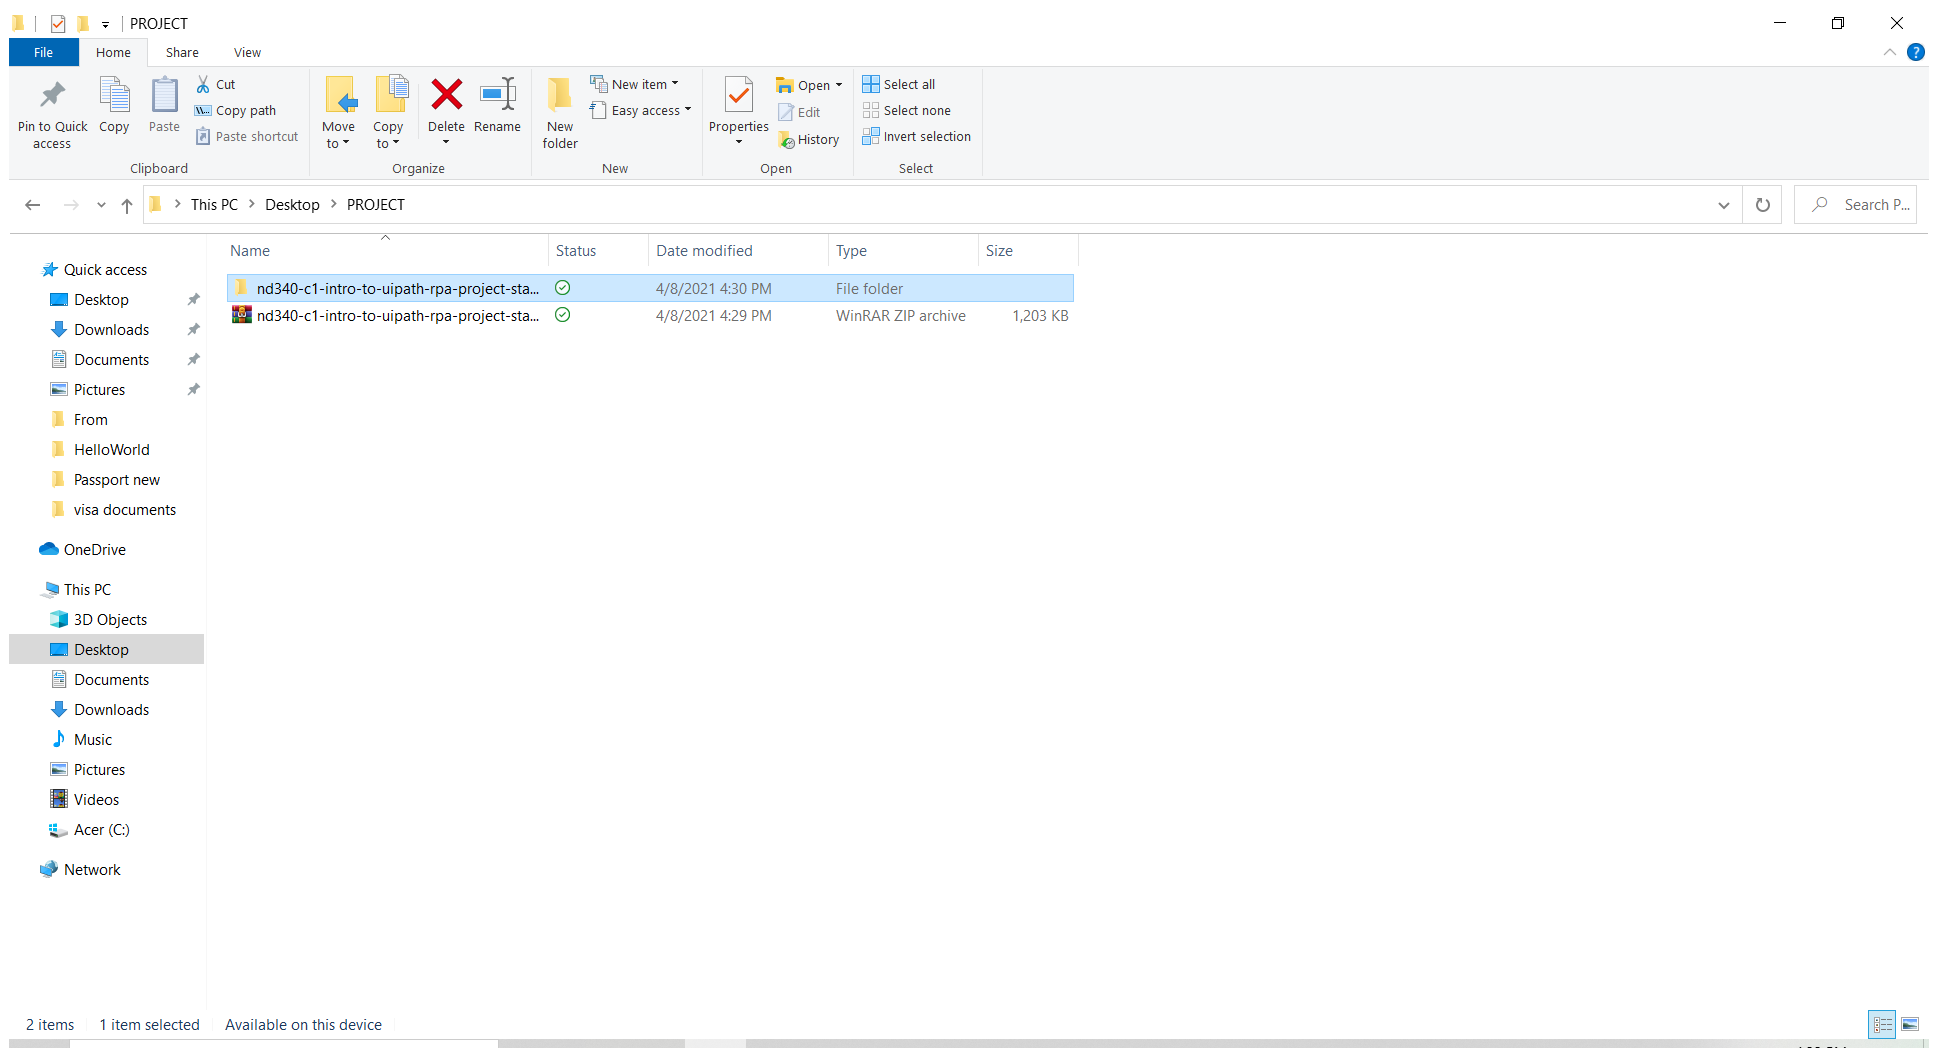 PROJECT
File Home Share View
Pin to Quick access
Copy
Paste
Cut
Copy path
Paste shortcut
Clipboard
Move to
Copy to
Delete
Rename
Organize
New folder
New item
Easy access
New
Properties
Open
Edit
History
Open
Select all
Select none
Invert selection
Select
This PC > Desktop > PROJECT
Search P...
Name Status Date modified Type Size
nd340-c1-intro-to-uipath-rpa-project-sta... 4/8/2021 4:30 PM File folder
nd340-c1-intro-to-uipath-rpa-project-sta... 4/8/2021 4:29 PM WinRAR ZIP archive 1,203 KB
Quick access
Desktop
Downloads
Documents
Pictures
From
HelloWorld
Passport new
visa documents
OneDrive
This PC
3D Objects
Desktop
Documents
Downloads
Music
Pictures
Videos
Acer (C:)
Network
2 items 1 item selected Available on this device